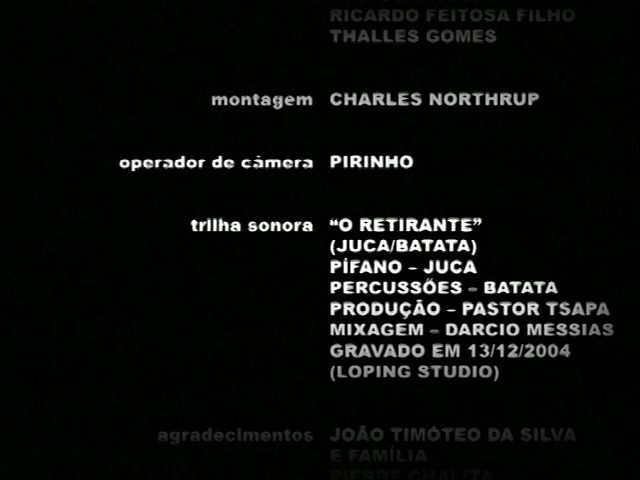 RICARDO FEITOSA FILHO
THALLES GOMES
montagem CHARLES NORTHRUP
operador de câmera PIRINHO
trilha sonora “O RETIRANTE”
(JUCA/BATATA)
PÍFANO – JUCA
PERCUSSÕES – BATATA
PRODUÇÃO – PASTOR TSAPA
MIXAGEM – DARCIO MESSIAS
GRAVADO EM 13/12/2004
(LOPING STUDIO)
agradecimentos JOÃO TIMÓTEO DA SILVA
E FAMÍLIA
PIERRE CHALITA